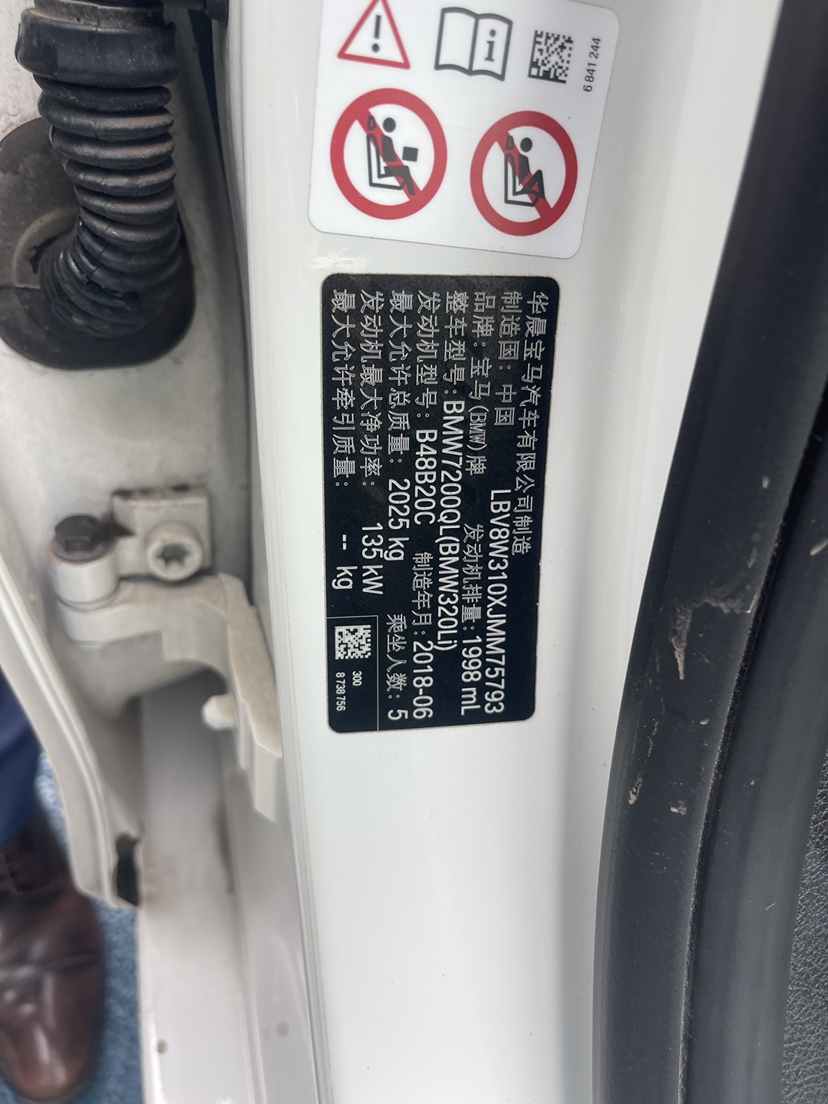 6 841 244
华晨宝马汽车有限公司制造
制造国: 中国 LBV8W310XJMM75793
品牌: 宝马(BMW)牌 发动机排量: 1998 mL
整车型号: BMW7200QL(BMW320Li)
发动机型号: B48B20C 制造年月: 2018-06
最大允许总质量: 2025 kg 乘坐人数: 5
发动机最大净功率: 135 kW
最大允许牵引质量: -- kg
300
8 738 756